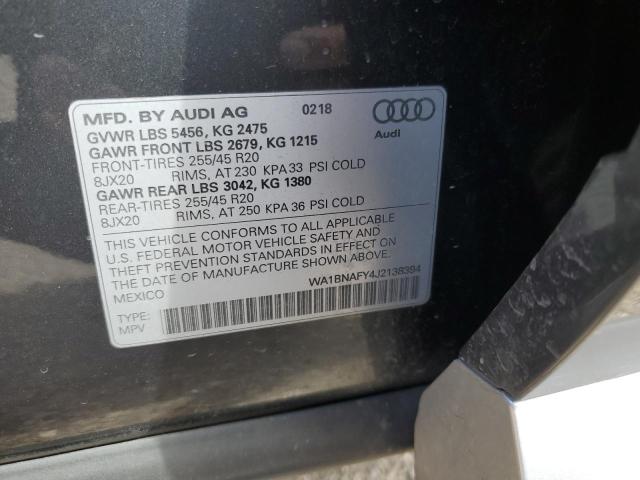 MFD. BY AUDI AG 0218
Audi
GVWR LBS 5456, KG 2475
GAWR FRONT LBS 2679, KG 1215
FRONT-TIRES 255/45 R20
8JX20 RIMS, AT 230 KPA 33 PSI COLD
GAWR REAR LBS 3042, KG 1380
REAR-TIRES 255/45 R20
8JX20 RIMS, AT 250 KPA 36 PSI COLD
THIS VEHICLE CONFORMS TO ALL APPLICABLE
U.S. FEDERAL MOTOR VEHICLE SAFETY AND
THEFT PREVENTION STANDARDS IN EFFECT ON
THE DATE OF MANUFACTURE SHOWN ABOVE
MEXICO WA1BNAFY4J2138394
TYPE:
MPV